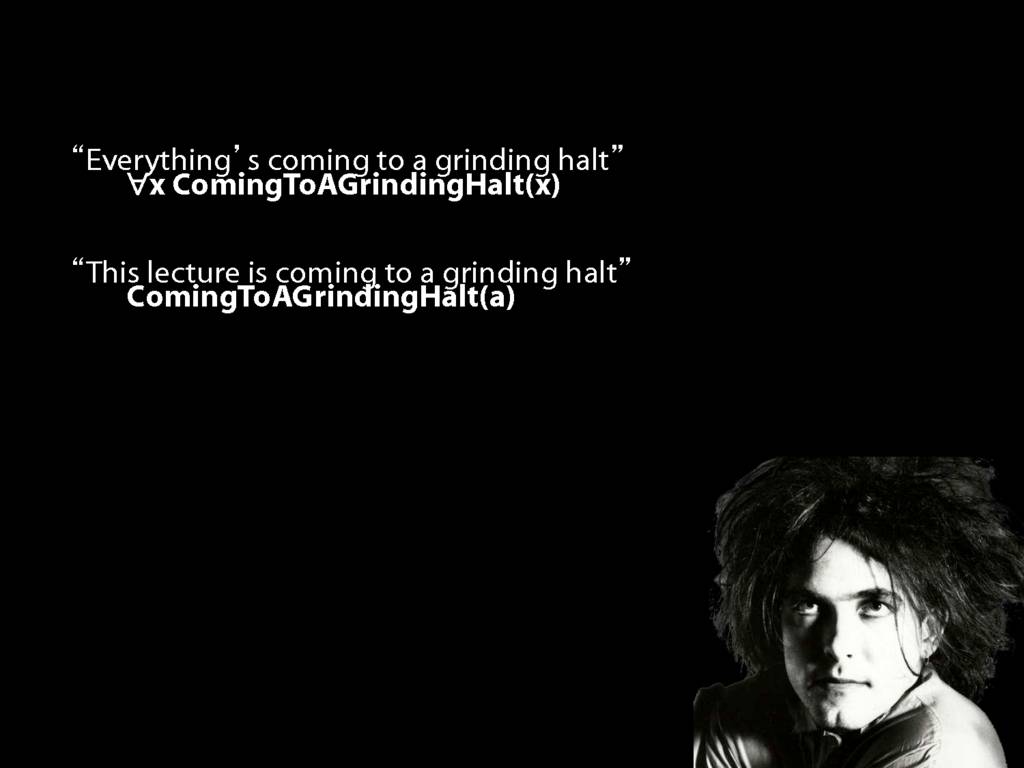 “Everything’s coming to a grinding halt”
∀x ComingToAGrindingHalt(x)
“This lecture is coming to a grinding halt”
ComingToAGrindingHalt(a)